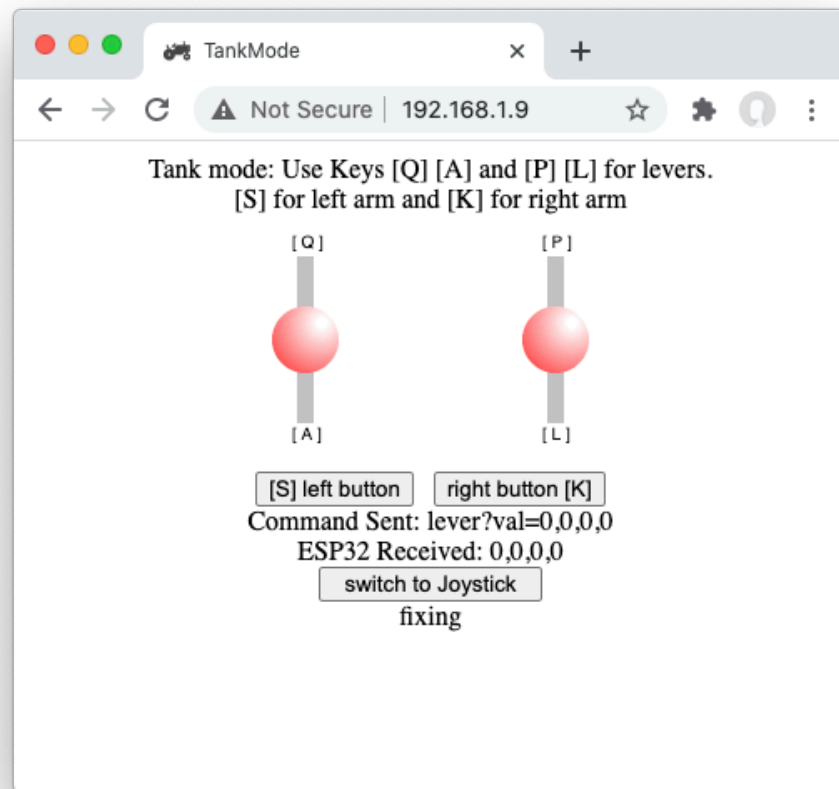 TankMode
Not Secure 192.168.1.9
Tank mode: Use Keys [Q] [A] and [P] [L] for levers.
[S] for left arm and [K] for right arm
[ Q ] [ P ]
[ A ] [ L ]
[S] left button right button [K]
Command Sent: lever?val=0,0,0,0
ESP32 Received: 0,0,0,0
switch to Joystick
fixing